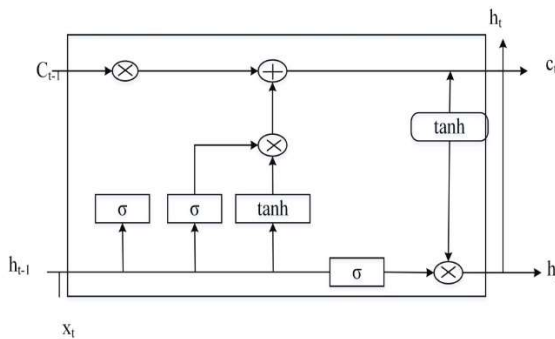 h_t
C_{t-1} × + c_t
tanh
×
σ σ tanh
h_{t-1} σ × h
x_t